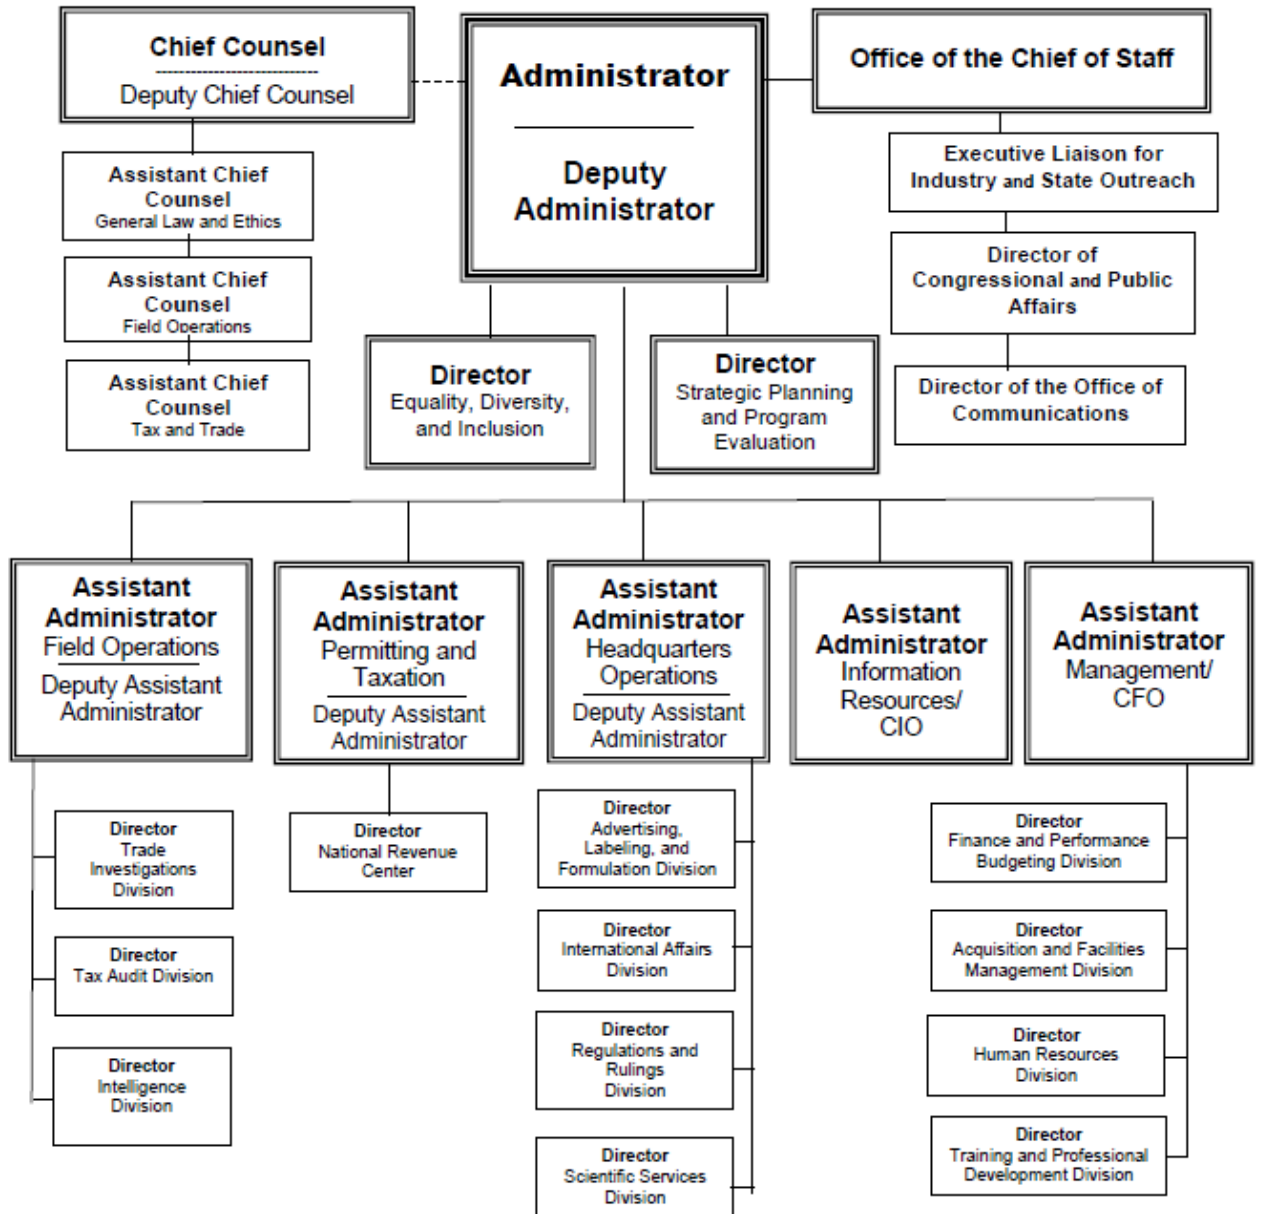 Chief Counsel
Deputy Chief Counsel
Administrator
Deputy
Administrator
Office of the Chief of Staff
Assistant Chief
Counsel
General Law and Ethics
Assistant Chief
Counsel
Field Operations
Assistant Chief
Counsel
Tax and Trade
Executive Liaison for
Industry and State Outreach
Director of
Congressional and Public
Affairs
Director of the Office of
Communications
Director
Equality, Diversity,
and Inclusion
Director
Strategic Planning
and Program
Evaluation
Assistant
Administrator
Field Operations
Deputy Assistant
Administrator
Assistant
Administrator
Permitting and
Taxation
Deputy Assistant
Administrator
Assistant
Administrator
Headquarters
Operations
Deputy Assistant
Administrator
Assistant
Administrator
Information
Resources/
CIO
Assistant
Administrator
Management/
CFO
Director
Trade
Investigations
Division
Director
Tax Audit Division
Director
Intelligence
Division
Director
National Revenue
Center
Director
Advertising,
Labeling, and
Formulation Division
Director
International Affairs
Division
Director
Regulations and
Rulings
Division
Director
Scientific Services
Division
Director
Finance and Performance
Budgeting Division
Director
Acquisition and Facilities
Management Division
Director
Human Resources
Division
Director
Training and Professional
Development Division